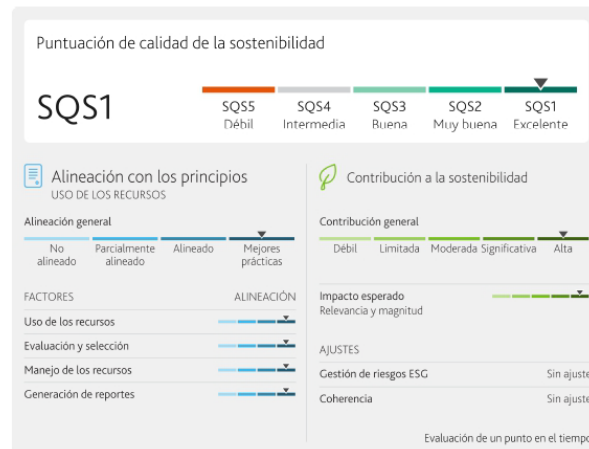 Puntuación de calidad de la sostenibilidad
SQS1
SQS5 SQS4 SQS3 SQS2 SQS1
Débil Intermedia Buena Muy buena Excelente
Alineación con los principios
USO DE LOS RECURSOS
Alineación general
No alineado
Parcialmente alineado
Alineado
Mejores prácticas
FACTORES ALINEACIÓN
Uso de los recursos
Evaluación y selección
Manejo de los recursos
Generación de reportes
Contribución a la sostenibilidad
Contribución general
Débil Limitada Moderada Significativa Alta
Impacto esperado
Relevancia y magnitud
AJUSTES
Gestión de riesgos ESG Sin ajuste
Coherencia Sin ajuste
Evaluación de un punto en el tiempo